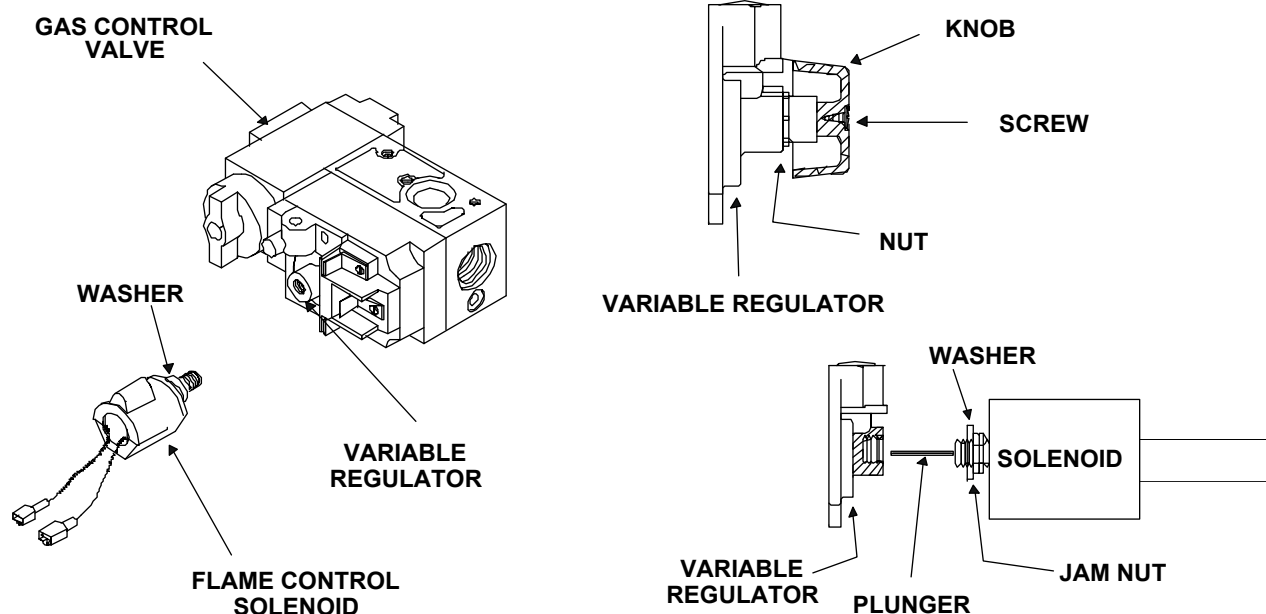 GAS CONTROL
VALVE
WASHER
VARIABLE
REGULATOR
FLAME CONTROL
SOLENOID
KNOB
SCREW
NUT
VARIABLE REGULATOR
WASHER
SOLENOID
VARIABLE
REGULATOR
PLUNGER
JAM NUT